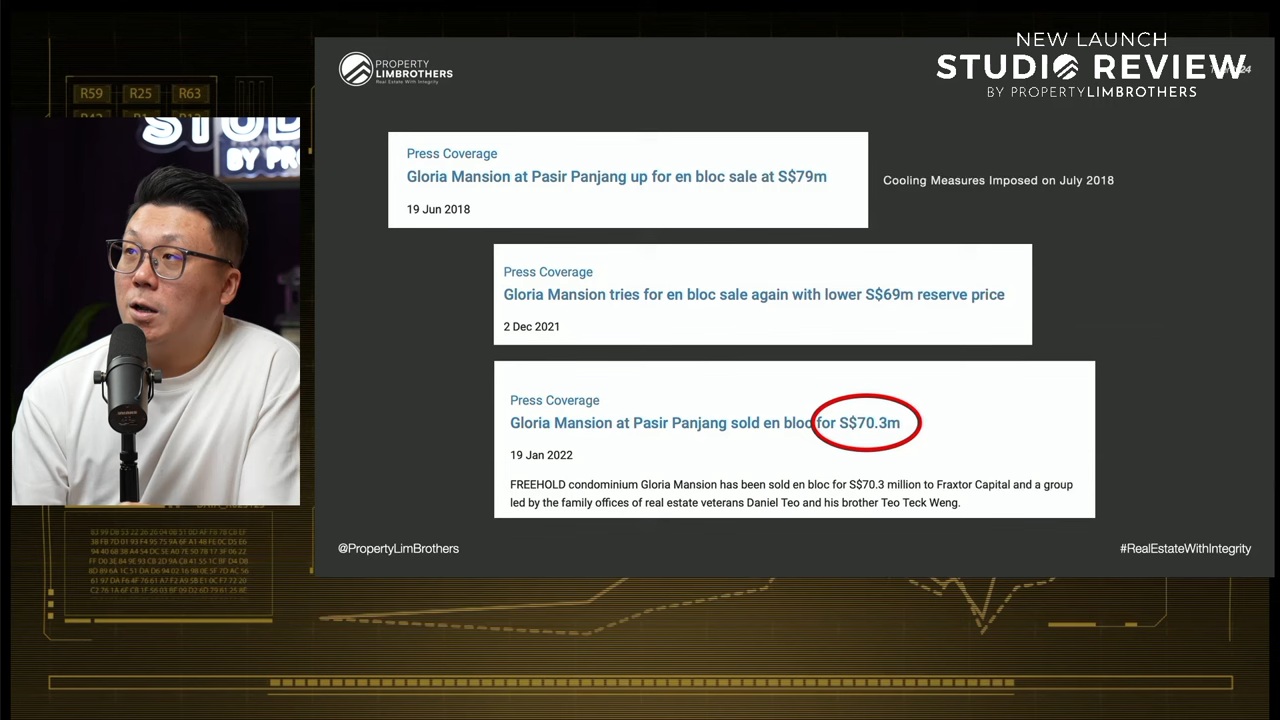 NEW LAUNCH
STUDIO REVIEW
BY PROPERTYLIMBROTHERS
PROPERTY
LIMBROTHERS
Real Estate With Integrity
R59 R25 R63
Press Coverage
Gloria Mansion at Pasir Panjang up for en bloc sale at S$79m
19 Jun 2018
Cooling Measures Imposed on July 2018
Press Coverage
Gloria Mansion tries for en bloc sale again with lower S$69m reserve price
2 Dec 2021
Press Coverage
Gloria Mansion at Pasir Panjang sold en bloc for S$70.3m
19 Jan 2022
FREEHOLD condominium Gloria Mansion has been sold en bloc for S$70.3 million to Fraxtor Capital and a group
led by the family offices of real estate veterans Daniel Teo and his brother Teo Teck Weng.
@PropertyLimBrothers
#RealEstateWithIntegrity